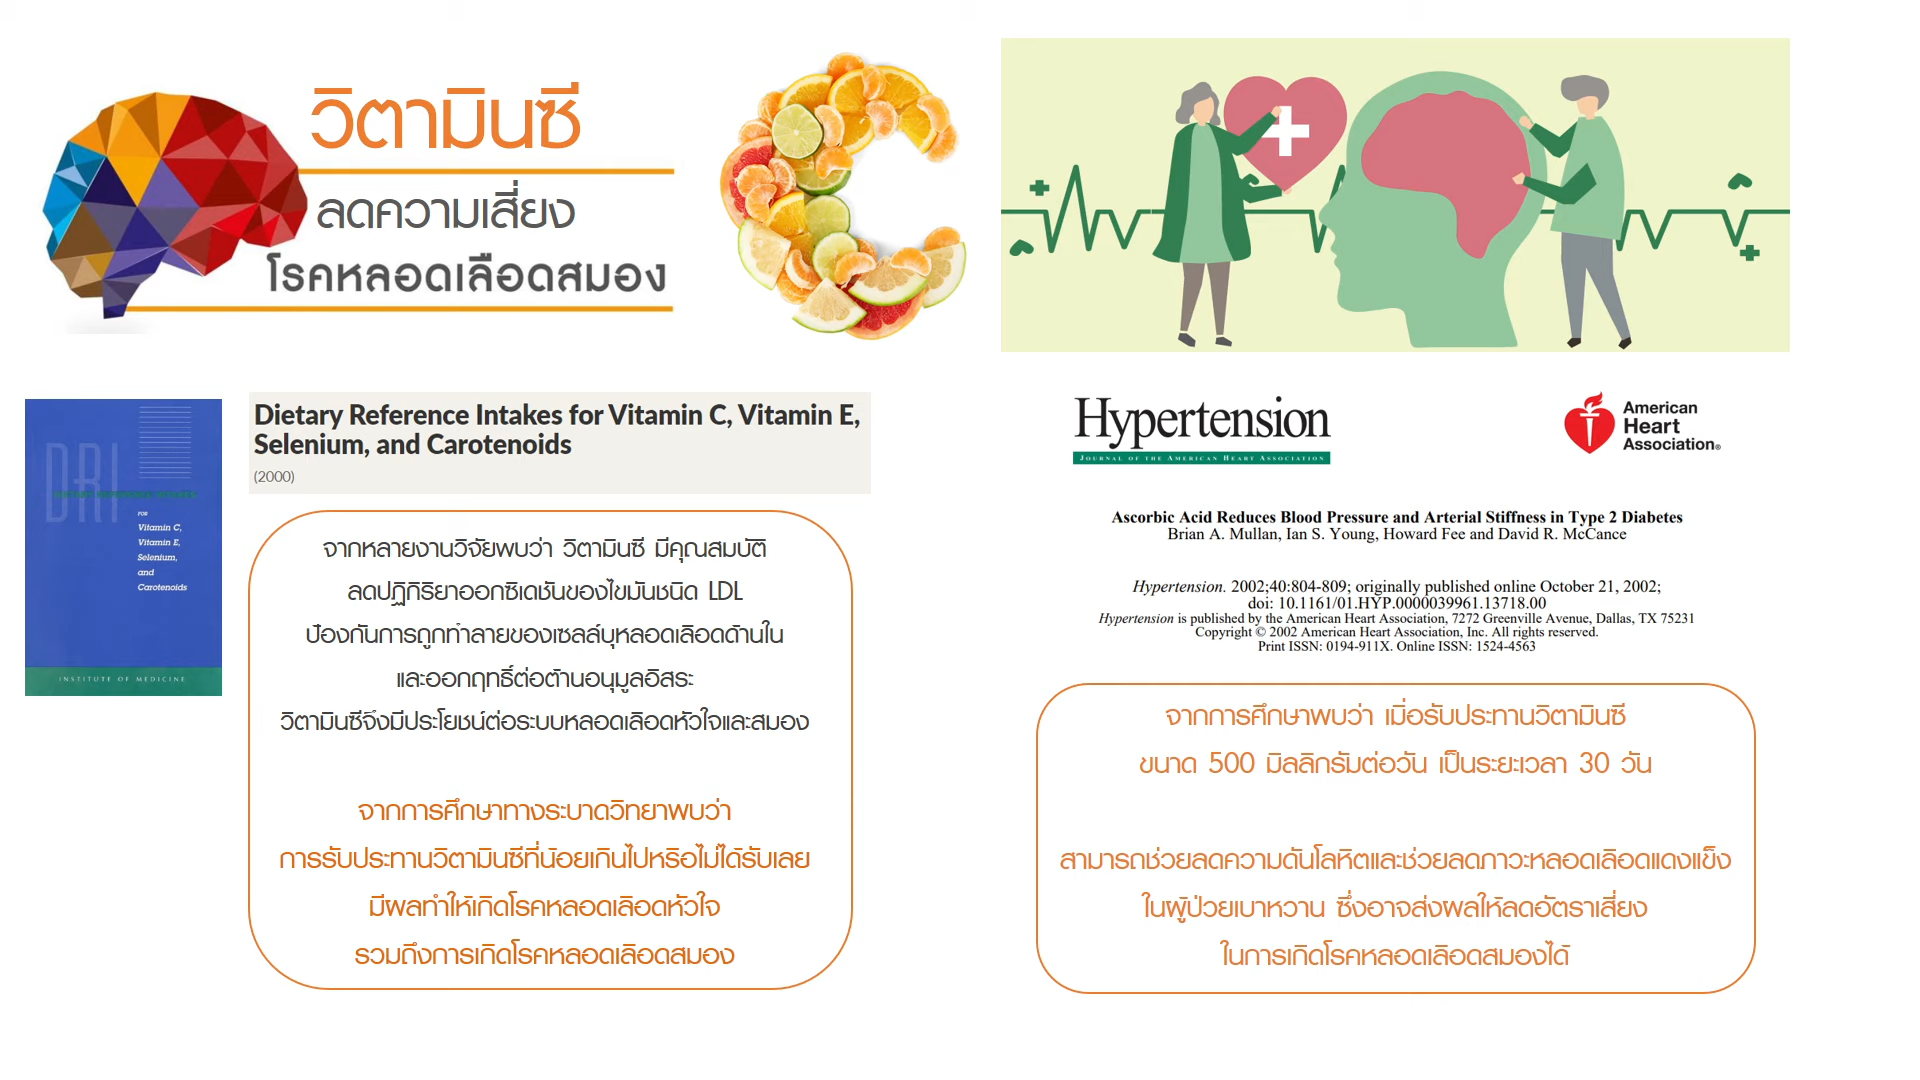 วิตามินซี
ลดความเสี่ยง
โรคหลอดเลือดสมอง
DRI
DIETARY REFERENCE INTAKES
FOR
Vitamin C,
Vitamin E,
Selenium,
and
Carotenoids
INSTITUTE OF MEDICINE
Dietary Reference Intakes for Vitamin C, Vitamin E,
Selenium, and Carotenoids
(2000)
จากหลายงานวิจัยพบว่า วิตามินซี มีคุณสมบัติ
ลดปฏิกิริยาออกซิเดชันของไขมันชนิด LDL
ป้องกันการถูกทำลายของเซลล์บุหลอดเลือดด้านใน
และออกฤทธิ์ต่อต้านอนุมูลอิสระ
วิตามินซีจึงมีประโยชน์ต่อระบบหลอดเลือดหัวใจและสมอง
จากการศึกษาทางระบาดวิทยาพบว่า
การรับประทานวิตามินซีที่น้อยเกินไปหรือไม่ได้รับเลย
มีผลทำให้เกิดโรคหลอดเลือดหัวใจ
รวมถึงการเกิดโรคหลอดเลือดสมอง
Hypertension
JOURNAL OF THE AMERICAN HEART ASSOCIATION
American
Heart
Association®
Ascorbic Acid Reduces Blood Pressure and Arterial Stiffness in Type 2 Diabetes
Brian A. Mullan, Ian S. Young, Howard Fee and David R. McCance
Hypertension. 2002;40:804-809; originally published online October 21, 2002;
doi: 10.1161/01.HYP.0000039961.13718.00
Hypertension is published by the American Heart Association, 7272 Greenville Avenue, Dallas, TX 75231
Copyright © 2002 American Heart Association, Inc. All rights reserved.
Print ISSN: 0194-911X. Online ISSN: 1524-4563
จากการศึกษาพบว่า เมื่อรับประทานวิตามินซี
ขนาด 500 มิลลิกรัมต่อวัน เป็นระยะเวลา 30 วัน
สามารถช่วยลดความดันโลหิตและช่วยลดภาวะหลอดเลือดแดงแข็ง
ในผู้ป่วยเบาหวาน ซึ่งอาจส่งผลให้ลดอัตราเสี่ยง
ในการเกิดโรคหลอดเลือดสมองได้